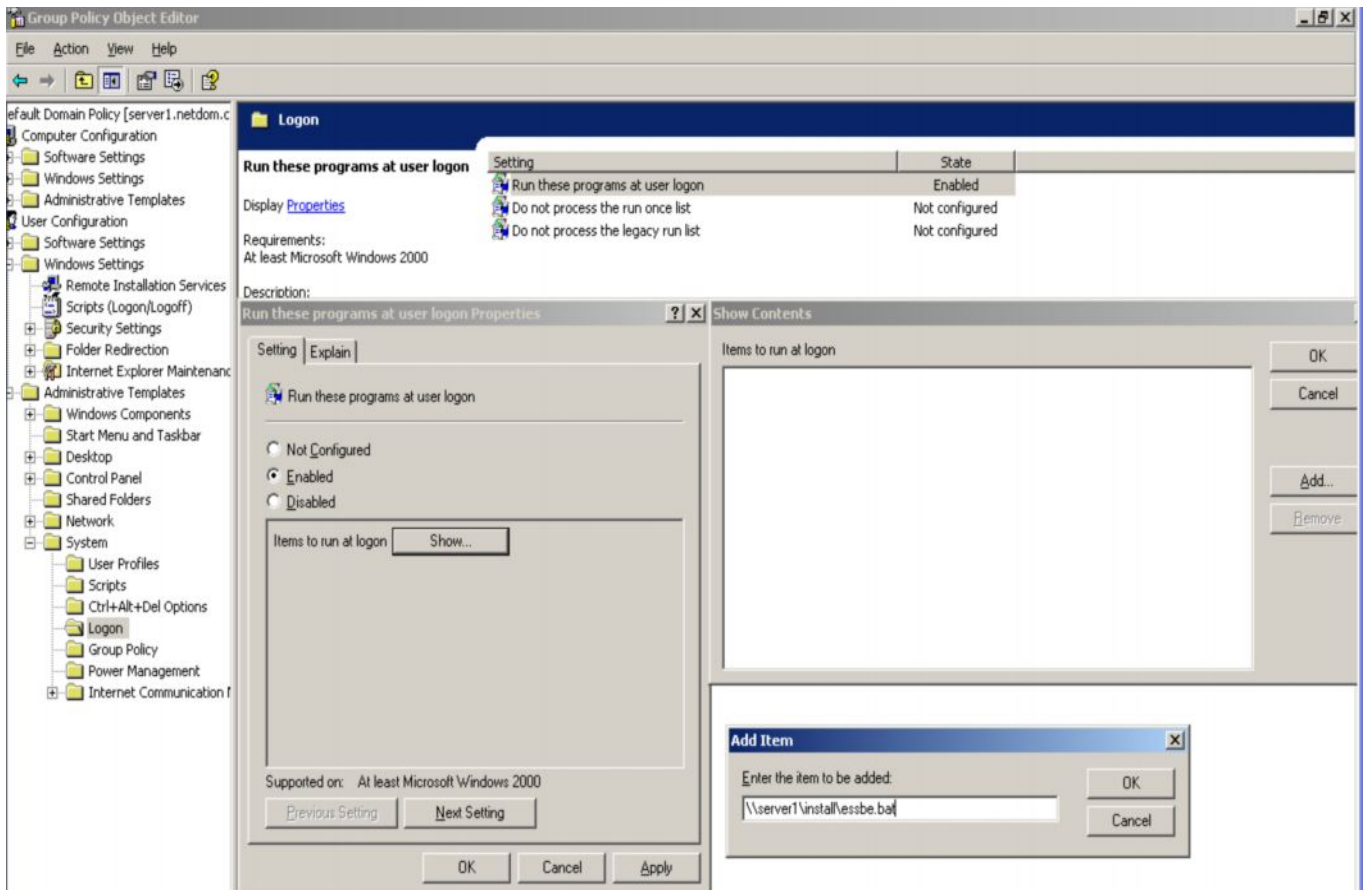 Group Policy Object Editor
File Action View Help
efault Domain Policy [server1.netdom.c
Computer Configuration
Software Settings
Windows Settings
Administrative Templates
User Configuration
Software Settings
Windows Settings
Remote Installation Services
Scripts (Logon/Logoff)
Security Settings
Folder Redirection
Internet Explorer Maintenanc
Administrative Templates
Windows Components
Start Menu and Taskbar
Desktop
Control Panel
Shared Folders
Network
System
User Profiles
Scripts
Ctrl+Alt+Del Options
Logon
Group Policy
Power Management
Internet Communication M
Logon
Run these programs at user logon
Display Properties
Requirements:
At least Microsoft Windows 2000
Description:
Setting State
Run these programs at user logon Enabled
Do not process the run once list Not configured
Do not process the legacy run list Not configured
Run these programs at user logon Properties
Setting Explain
Run these programs at user logon
Not Configured
Enabled
Disabled
Items to run at logon Show...
Supported on: At least Microsoft Windows 2000
Previous Setting Next Setting
OK Cancel Apply
Show Contents
Items to run at logon
OK
Cancel
Add...
Remove
Add Item
Enter the item to be added:
\\server1\install\essbe.bat
OK
Cancel